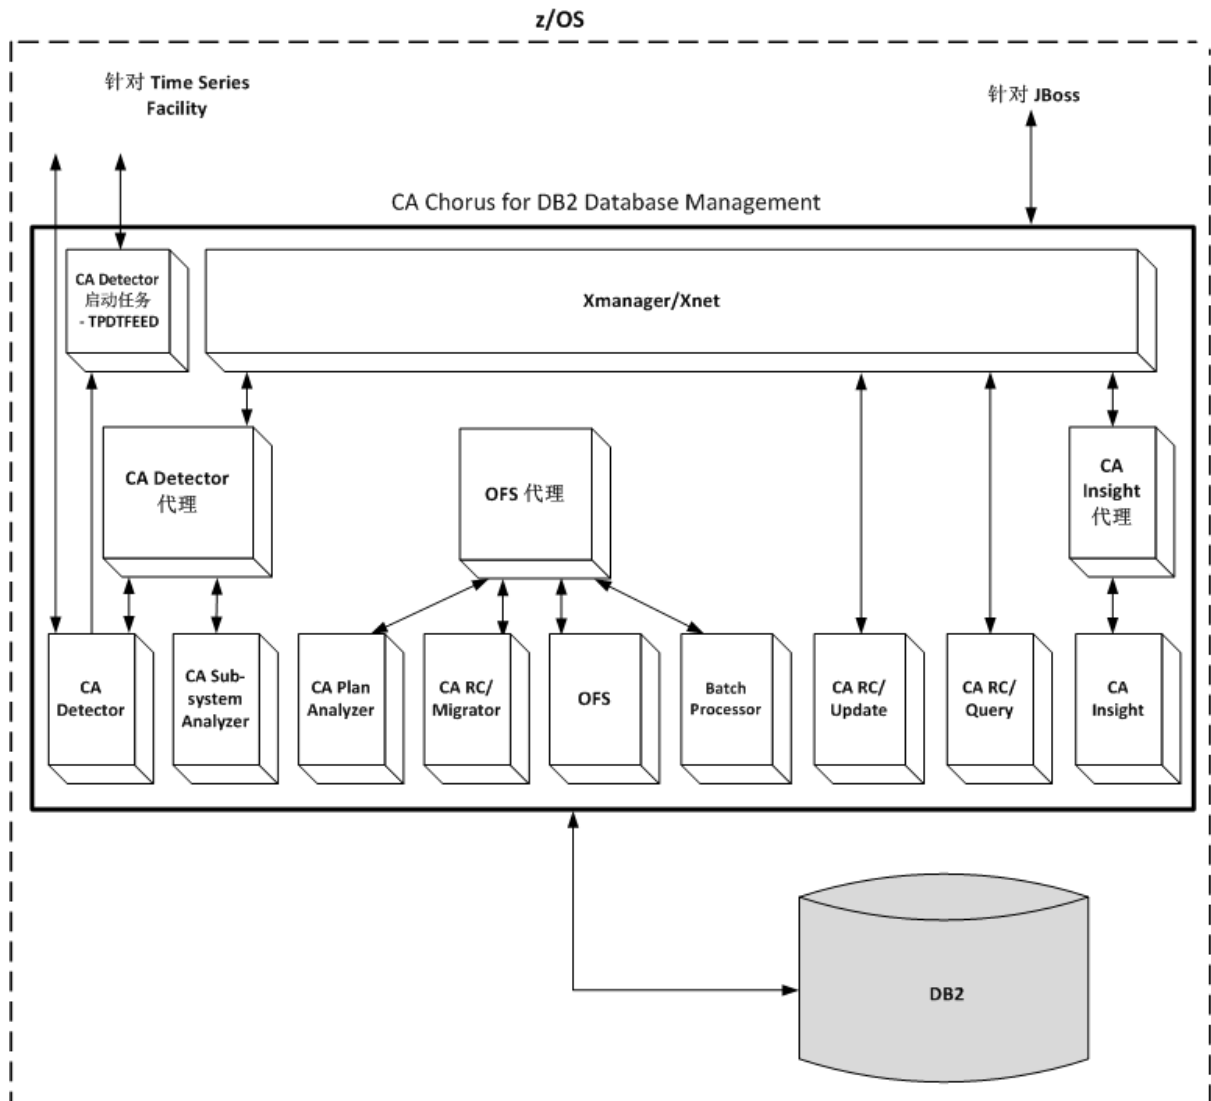 z/OS
针对 Time Series
Facility
针对 JBoss
CA Chorus for DB2 Database Management
CA Detector
启动任务
- TPDTFEED
Xmanager/Xnet
CA Detector
代理
OFS 代理
CA
Insight
代理
CA
Detector
CA Sub-
system
Analyzer
CA Plan
Analyzer
CA RC/
Migrator
OFS
Batch
Processor
CA RC/
Update
CA RC/
Query
CA
Insight
DB2